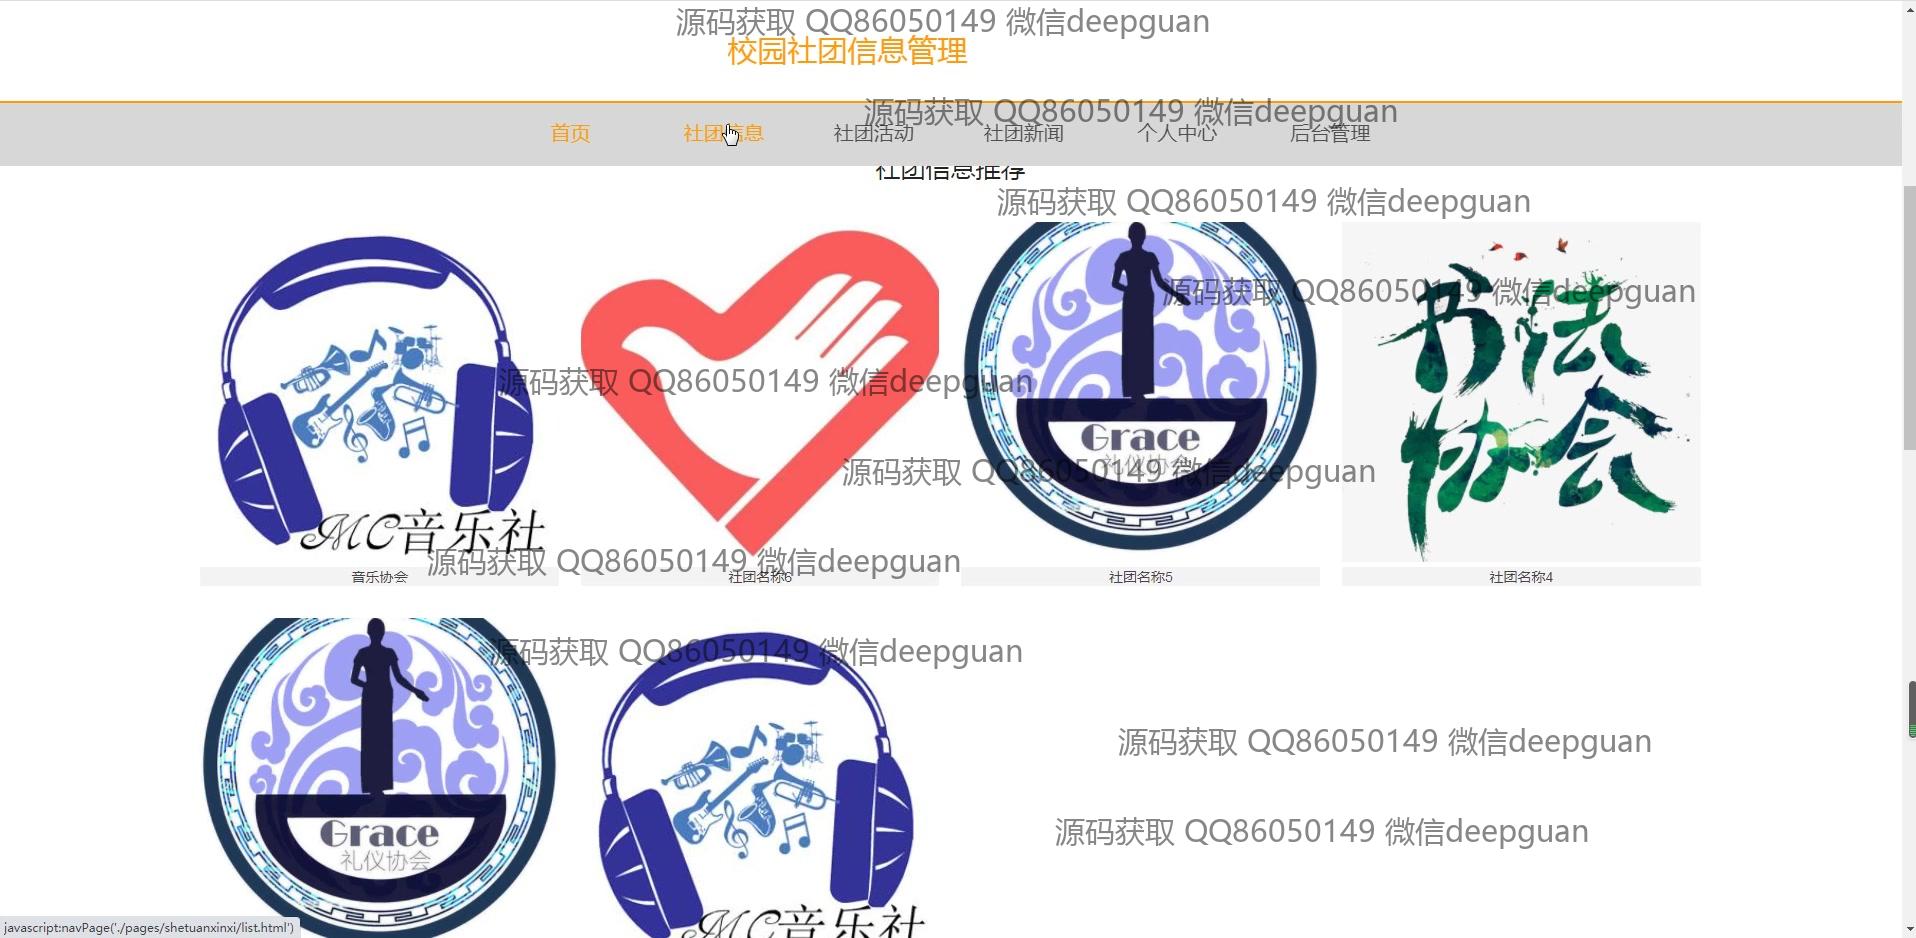 源码获取 QQ86050149 微信deepguan
校园社团信息管理
源码获取 QQ86050149 微信deepguan
首页 社团信息 社团活动 社团新闻 个人中心 后台管理
社团信息推荐
源码获取 QQ86050149 微信deepguan
源码获取 QQ86050149 微信deepguan
书法
协会
源码获取 QQ86050149 微信deepguan
Grace
礼仪协会
源码获取 QQ86050149 微信deepguan
MC音乐社
源码获取 QQ86050149 微信deepguan
音乐协会 社团名称6 社团名称5 社团名称4
源码获取 QQ86050149 微信deepguan
源码获取 QQ86050149 微信deepguan
Grace
礼仪协会
源码获取 QQ86050149 微信deepguan
MC音乐社
javascript:navPage('./pages/shetuanxinxi/list.html')